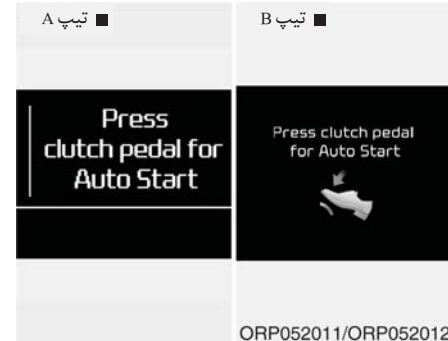 ■ تیپ A
■ تیپ B
Press
clutch pedal for
Auto Start
Press clutch pedal
for Auto Start
ORP052011/ORP052012